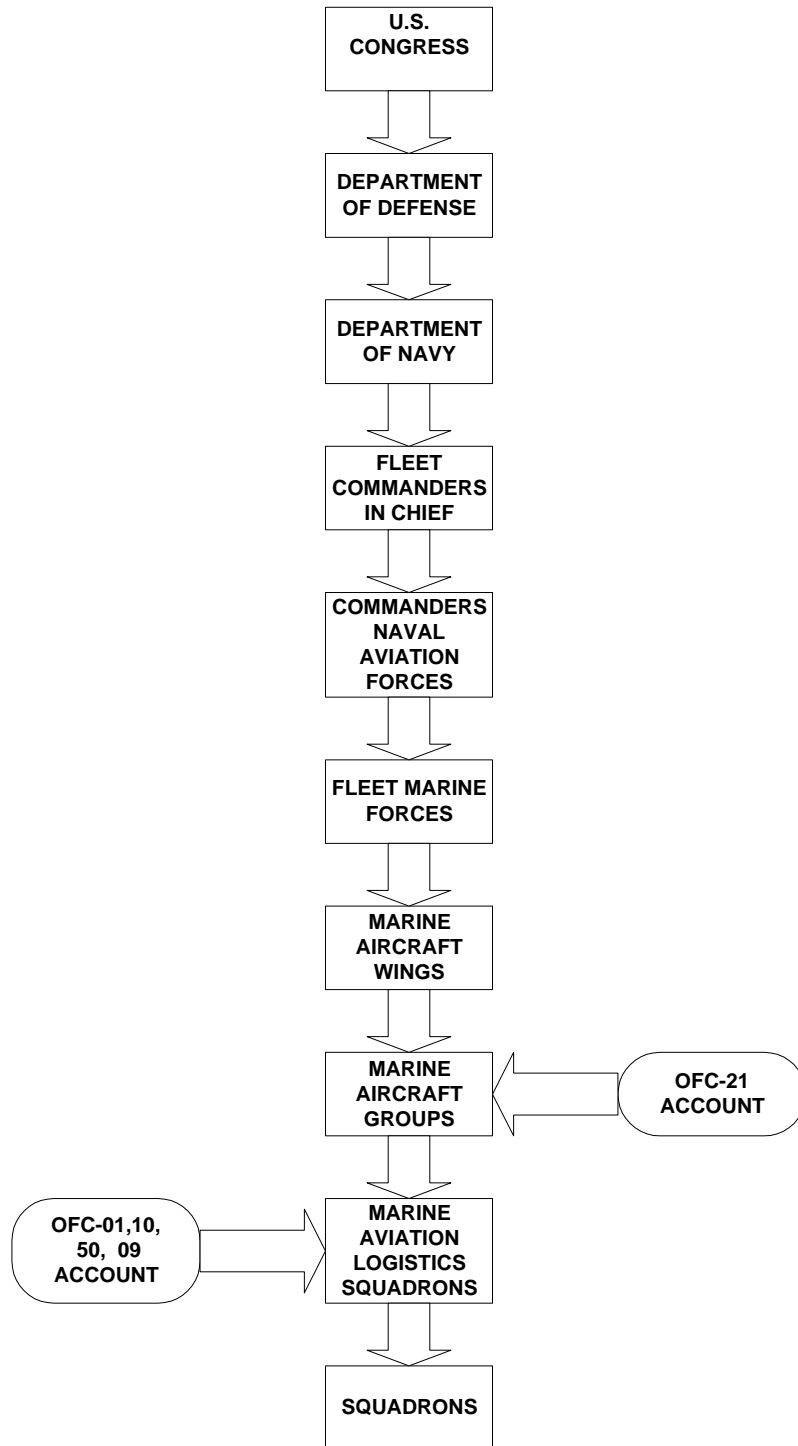 U.S.
CONGRESS
DEPARTMENT
OF DEFENSE
DEPARTMENT
OF NAVY
FLEET
COMMANDERS
IN CHIEF
COMMANDERS
NAVAL
AVIATION
FORCES
FLEET MARINE
FORCES
MARINE
AIRCRAFT
WINGS
MARINE
AIRCRAFT
GROUPS
OFC-21
ACCOUNT
OFC-01,10,
50, 09
ACCOUNT
MARINE
AVIATION
LOGISTICS
SQUADRONS
SQUADRONS